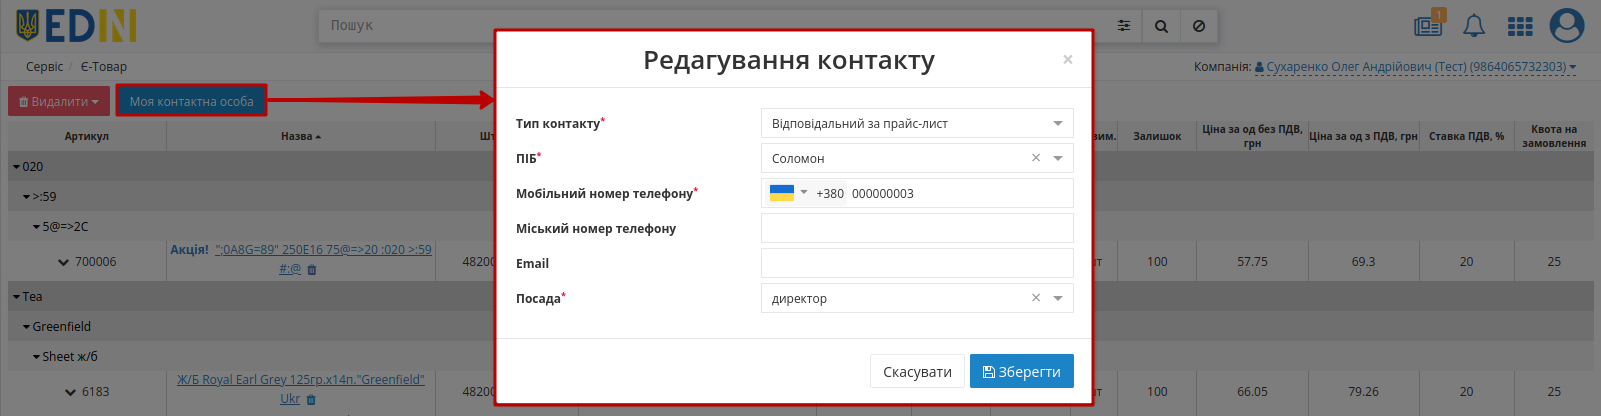 EDIN
Пошук
1
Сервіс / Є-Товар
Компанія: Сухаренко Олег Андрійович (Тест) (9864065732303)
Видалити
Моя контактна особа
Артикул
Назва
Шт
зим.
Залишок
Ціна за од без ПДВ, грн
Ціна за од з ПДВ, грн
Ставка ПДВ, %
Квота на замовлення
020
>:59
5@=>2C
700006
Акція! ";0A8G=89" 250E16 75@=>20 :020 >:59
#:@
48200
шт
100
57.75
69.3
20
25
Tea
Greenfield
Sheet ж/б
6183
Ж/Б Royal Earl Grey 125гр.х14п."Greenfield"
Ukr
48200
шт
100
66.05
79.26
20
25
Редагування контакту
×
Тип контакту*
Відповідальний за прайс-лист
ПІБ*
Соломон
Мобільний номер телефону*
+380 000000003
Міський номер телефону
Email
Посада*
директор
Скасувати
Зберегти